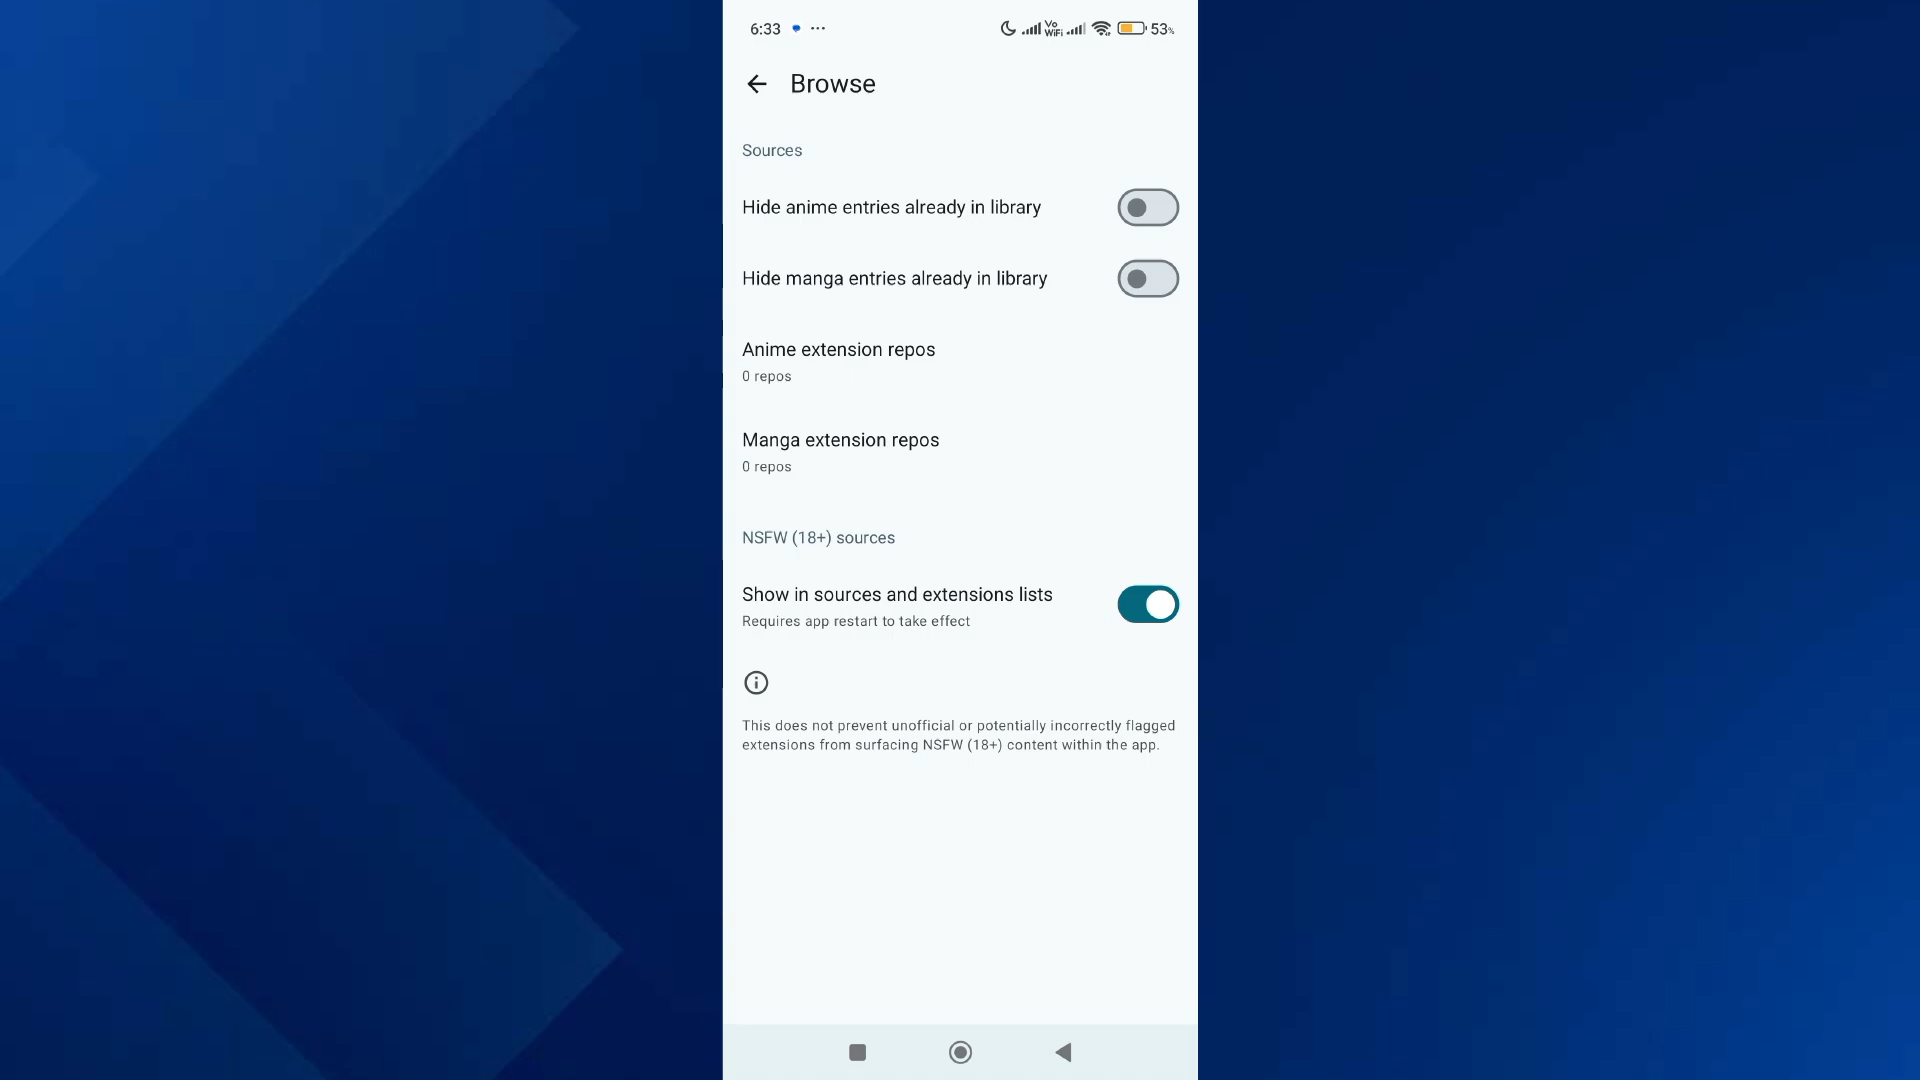 6:33 ... Vo WiFi 53%
Browse
Sources
Hide anime entries already in library
Hide manga entries already in library
Anime extension repos
0 repos
Manga extension repos
0 repos
NSFW (18+) sources
Show in sources and extensions lists
Requires app restart to take effect
This does not prevent unofficial or potentially incorrectly flagged
extensions from surfacing NSFW (18+) content within the app.